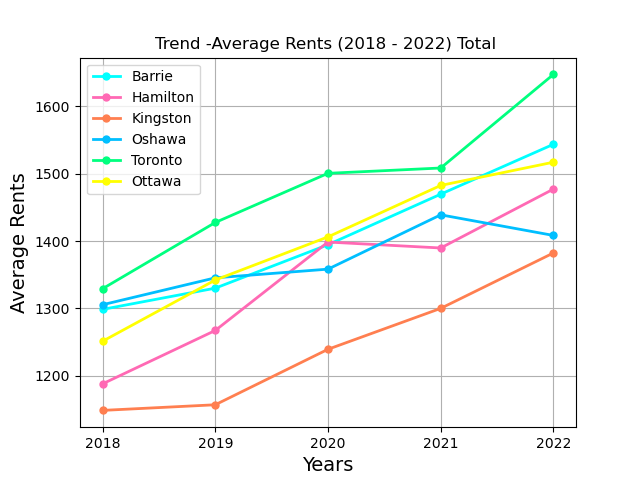 Trend -Average Rents (2018 - 2022) Total
Barrie
Hamilton
Kingston
Oshawa
Toronto
Ottawa
Average Rents
1600
1500
1400
1300
1200
2018 2019 2020 2021 2022
Years